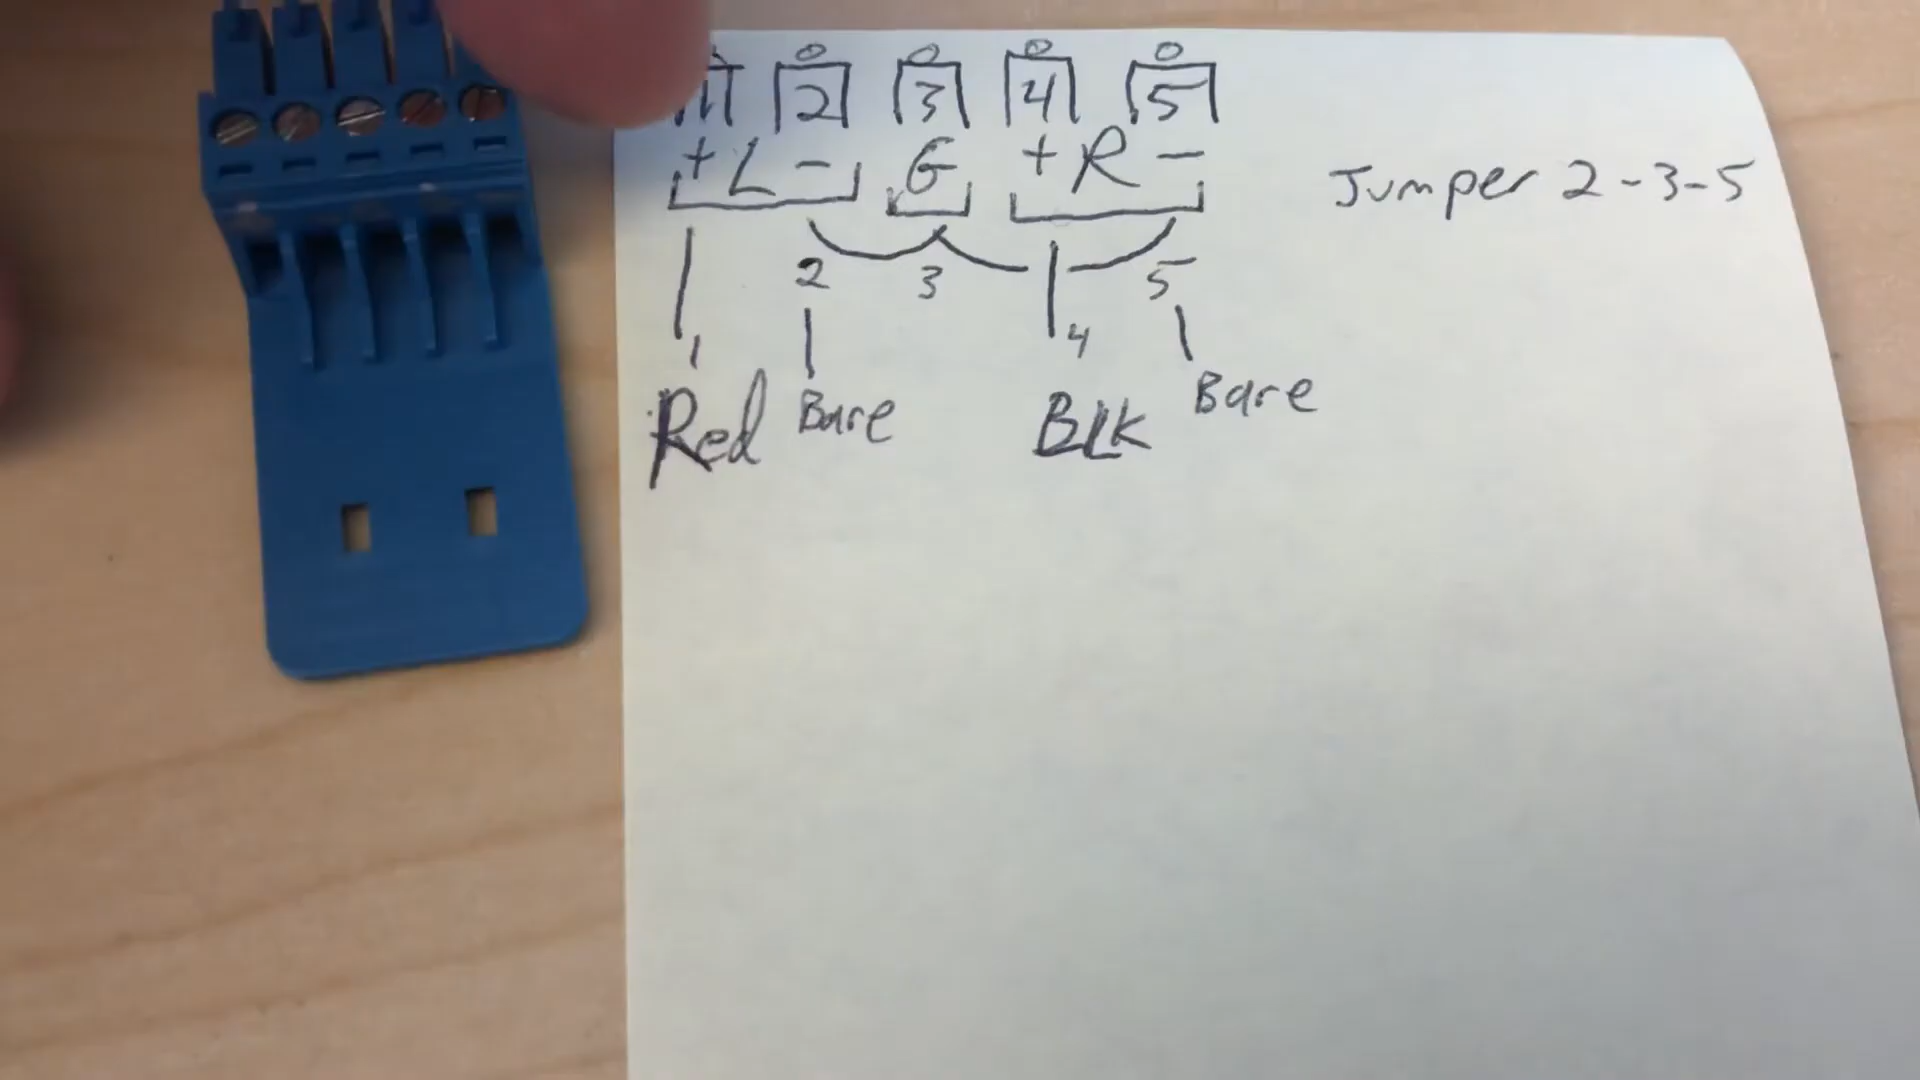 1 2 3 4 5
+ L - G + R -
Jumper 2-3-5
2 3 5
1 4
Red Bare BLK Bare